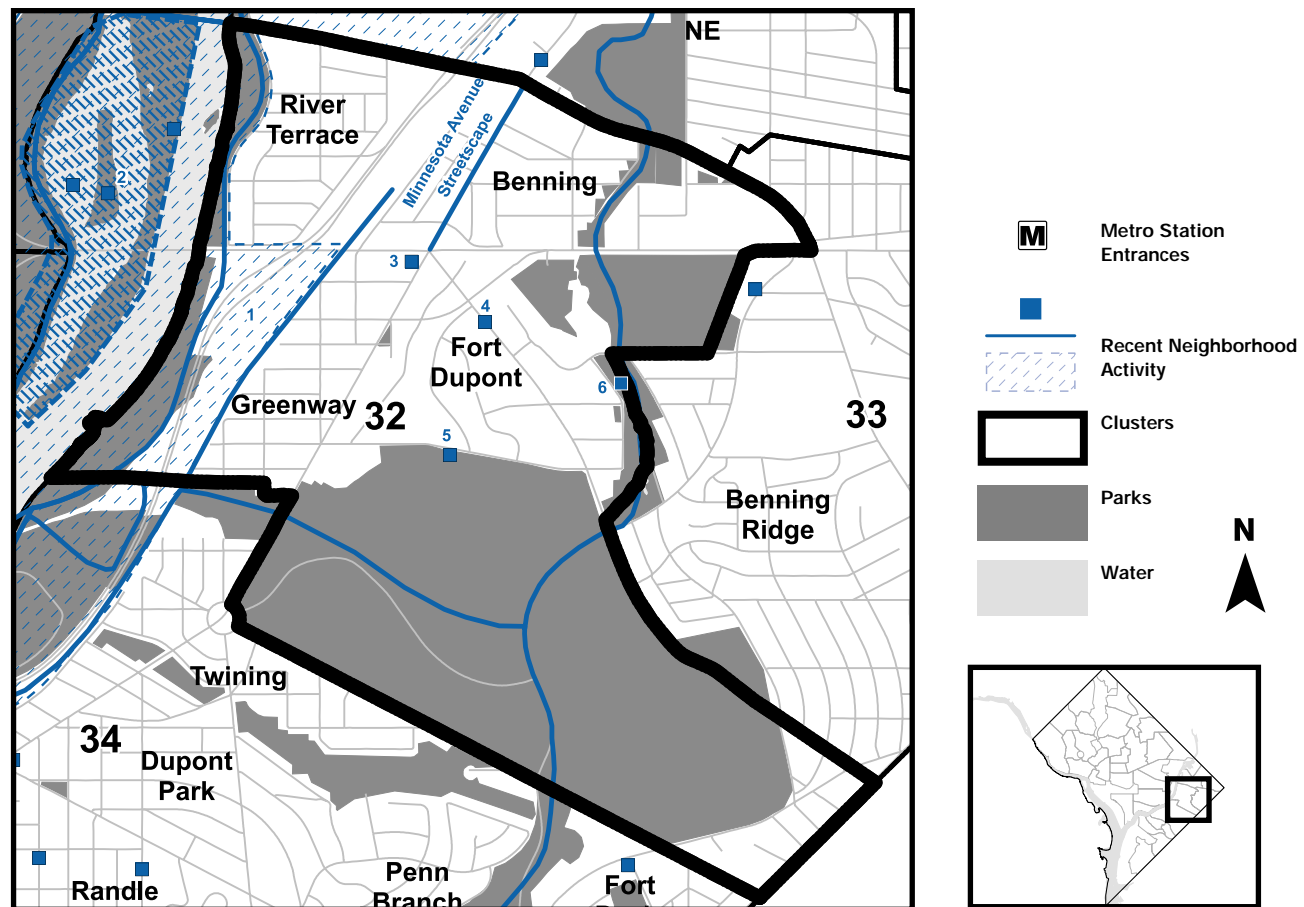 NE
River
Terrace
Minnesota Avenue
Streetscape
Benning
2
3
1
4
Fort
Dupont
6
Greenway
32
33
5
Benning
Ridge
Twining
34
Dupont
Park
Penn
Branch
Randle
Fort
M
Metro Station
Entrances
Recent Neighborhood
Activity
Clusters
Parks
Water
N